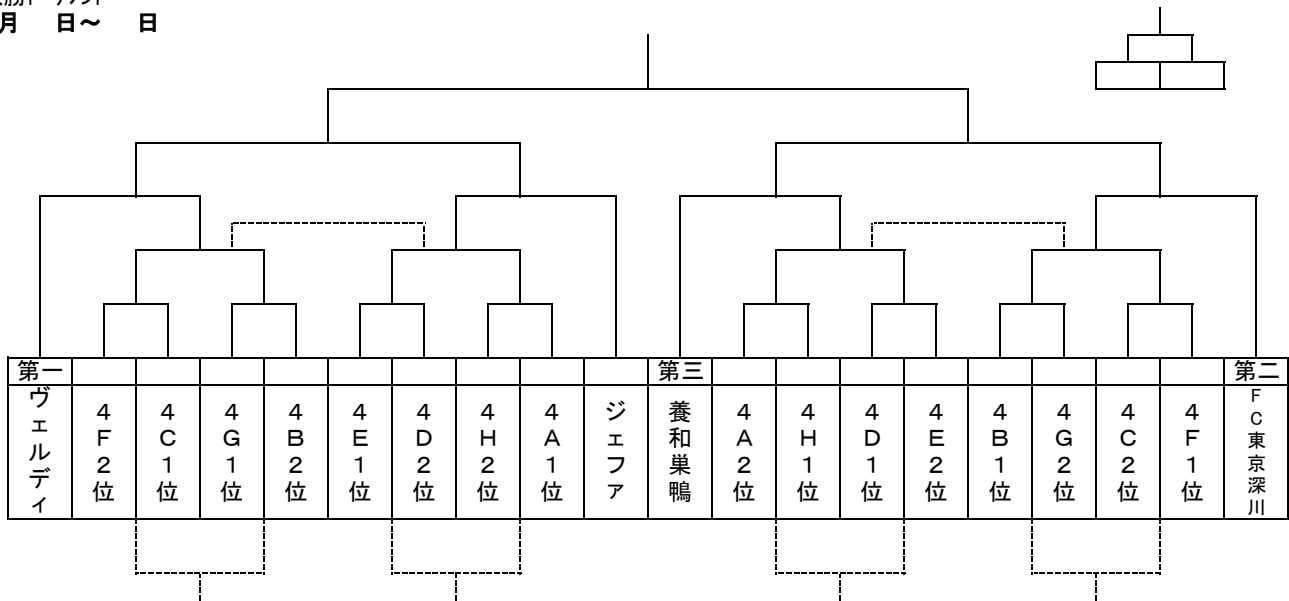 月 日～ 日
第一 第三 第二
ヴェルディ
4F2位
4C1位
4G1位
4B2位
4E1位
4D2位
4H2位
4A1位
ジェファ
養和巣鴨
4A2位
4H1位
4D1位
4E2位
4B1位
4G2位
4C2位
4F1位
FC東京深川